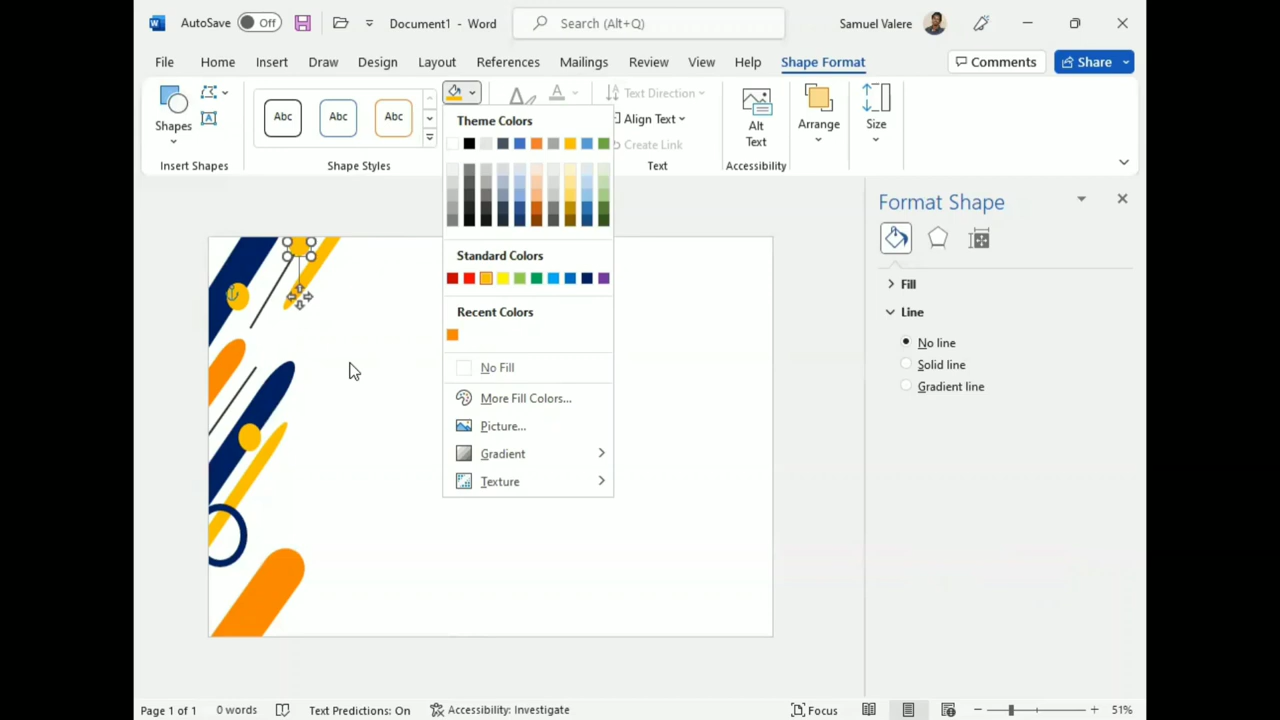 AutoSave Off Document1 - Word Search (Alt+Q) Samuel Valere
File Home Insert Draw Design Layout References Mailings Review View Help Shape Format Comments Share
Shapes
Insert Shapes
Abc Abc Abc
Shape Styles
Text Direction
Align Text
Create Link
Text
Alt
Text
Accessibility
Arrange
Size
Theme Colors
Standard Colors
Recent Colors
No Fill
More Fill Colors...
Picture...
Gradient
Texture
Format Shape
Fill
Line
No line
Solid line
Gradient line
Page 1 of 1 0 words Text Predictions: On Accessibility: Investigate Focus 51%